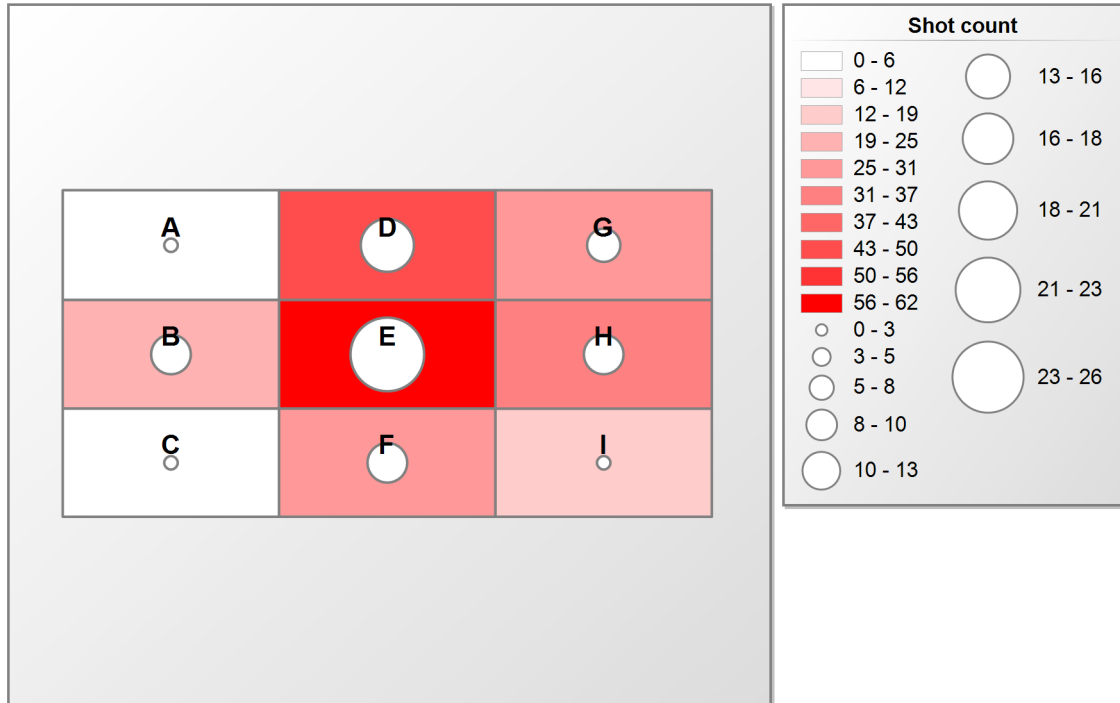 Shot count
0 - 6
6 - 12
12 - 19
19 - 25
25 - 31
31 - 37
37 - 43
43 - 50
50 - 56
56 - 62
0 - 3
3 - 5
5 - 8
8 - 10
10 - 13
13 - 16
16 - 18
18 - 21
21 - 23
23 - 26
A D G
B E H
C F I